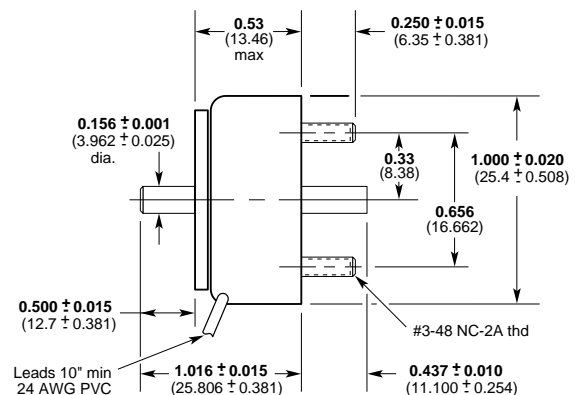 0.53
(13.46)
max
0.250 ± 0.015
(6.35 ± 0.381)
0.156 ± 0.001
(3.962 ± 0.025)
dia.
0.33
(8.38)
1.000 ± 0.020
(25.4 ± 0.508)
0.656
(16.662)
0.500 ± 0.015
(12.7 ± 0.381)
#3-48 NC-2A thd
Leads 10" min
24 AWG PVC
1.016 ± 0.015
(25.806 ± 0.381)
0.437 ± 0.010
(11.100 ± 0.254)